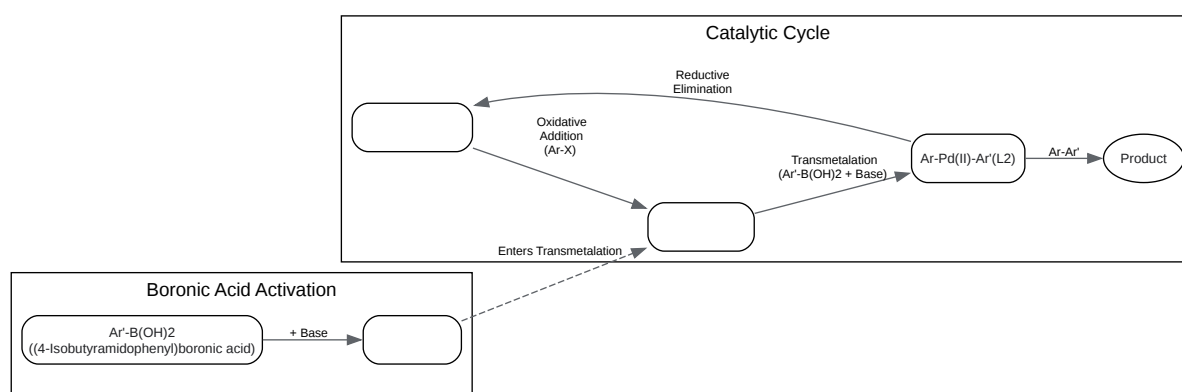 Catalytic Cycle
Reductive
Elimination
Oxidative
Addition
(Ar-X)
Transmetalation
(Ar'-B(OH)2 + Base)
Ar-Pd(II)-Ar'(L2)
Ar-Ar'
Product
Enters Transmetalation
Boronic Acid Activation
Ar'-B(OH)2
((4-Isobutyramidophenyl)boronic acid)
+ Base